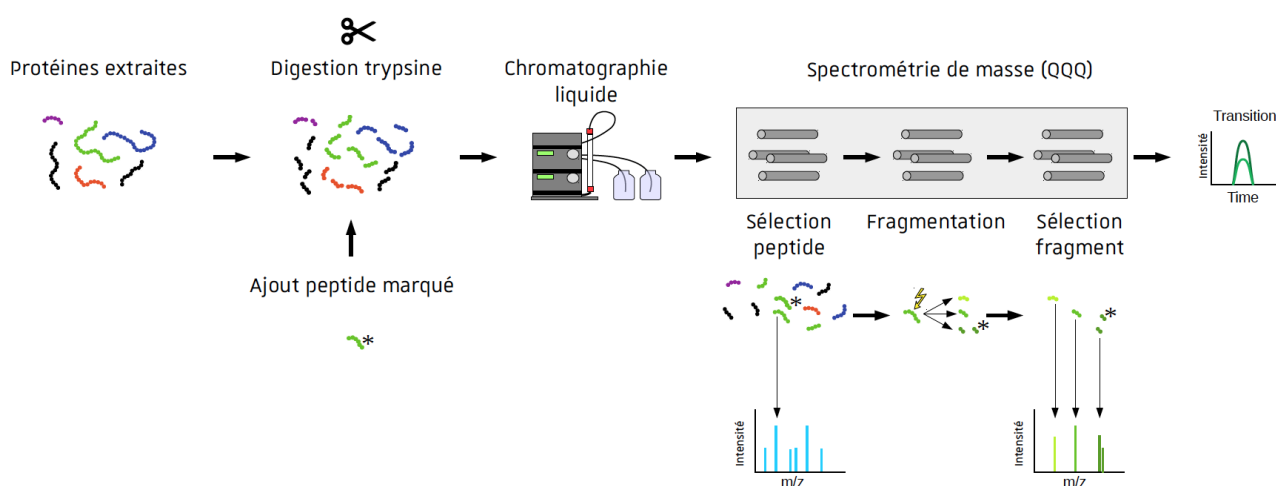 Protéines extraites
Digestion trypsine
Chromatographie
liquide
Spectrométrie de masse (QQQ)
Transition
Intensité
Time
Sélection
peptide
Fragmentation
Sélection
fragment
Ajout peptide marqué
*
*
*
*
Intensité
m/z
Intensité
m/z